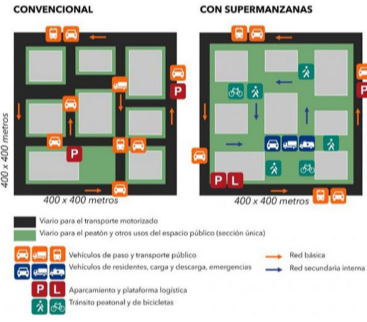 CONVENCIONAL
CON SUPERMANZANAS
P
P
P
P L
400 x 400 metros
400 x 400 metros
400 x 400 metros
Viario para el transporte motorizado
Viario para el peatón y otros usos del espacio público (sección única)
Vehículos de paso y transporte público
Red básica
Vehículos de residentes, carga y descarga, emergencias
Red secundaria interna
P L Aparcamiento y plataforma logística
Tránsito peatonal y de bicicletas